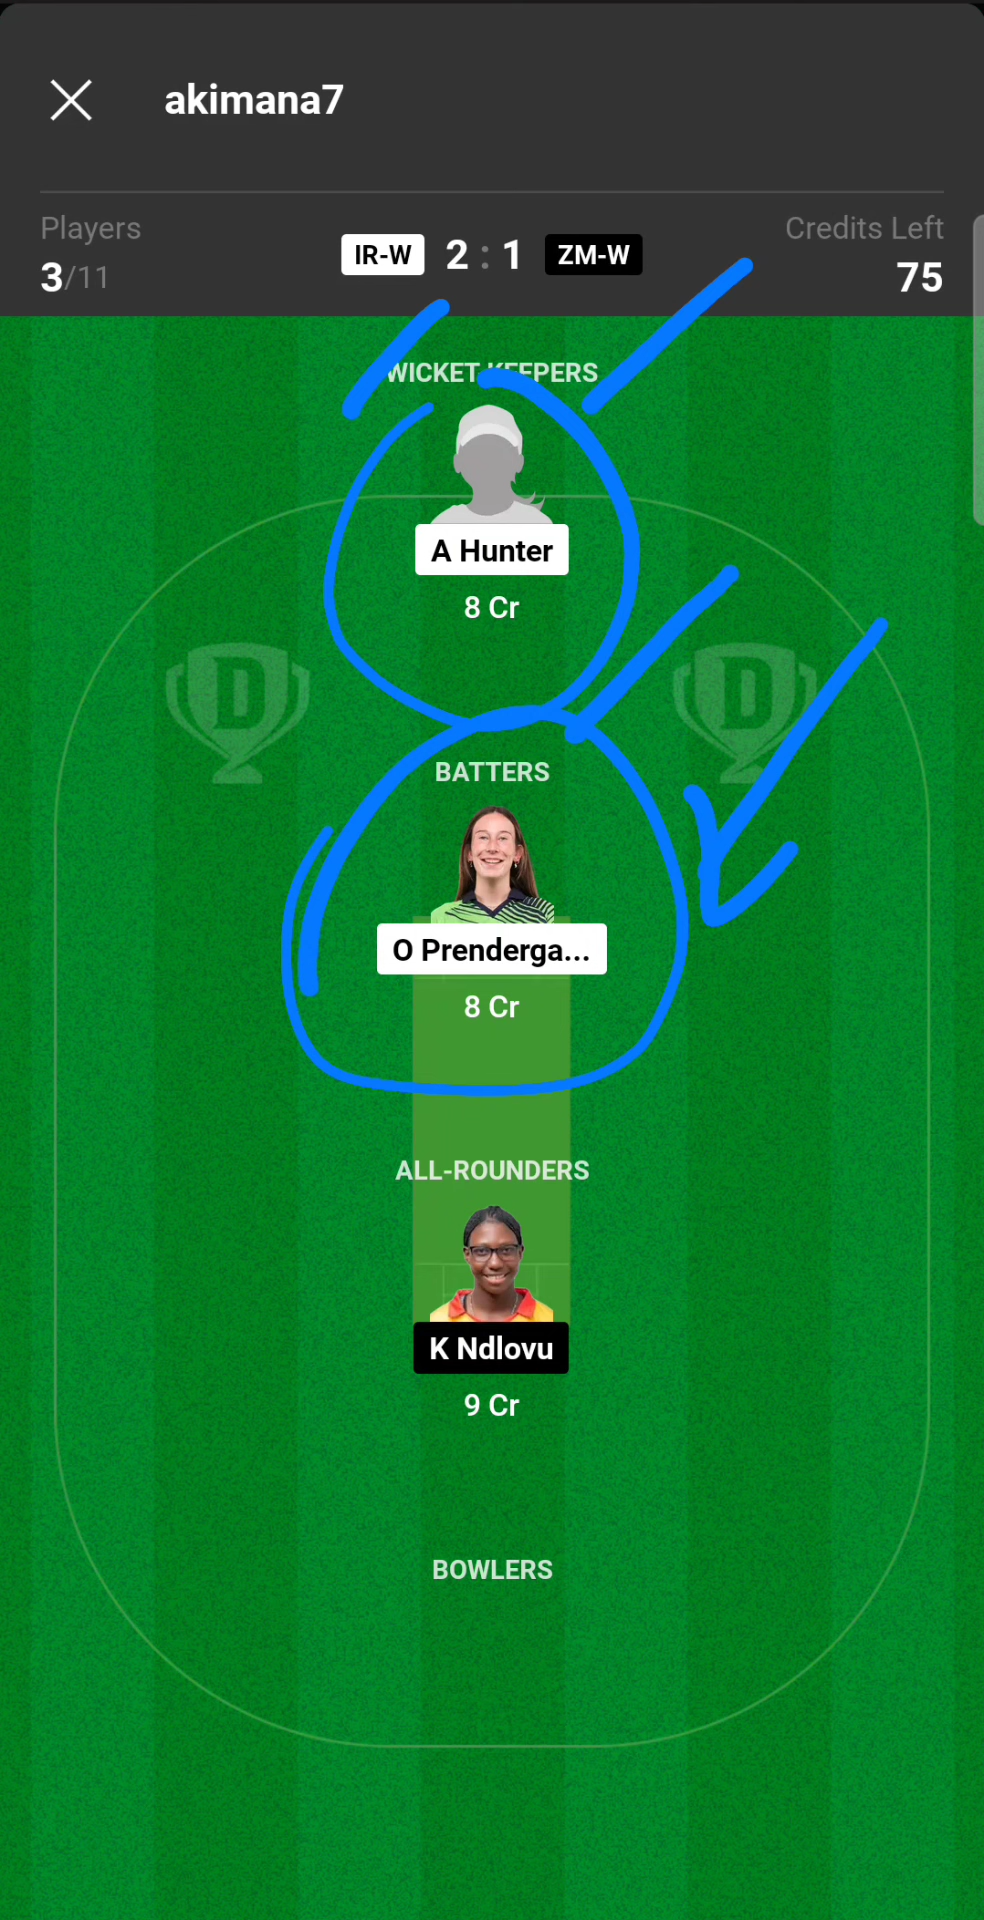 akimana7
Players
3/11
IR-W 2 : 1 ZM-W
Credits Left
75
WICKET-KEEPERS
A Hunter
8 Cr
D D
BATTERS
O Prenderga...
8 Cr
ALL-ROUNDERS
K Ndlovu
9 Cr
BOWLERS